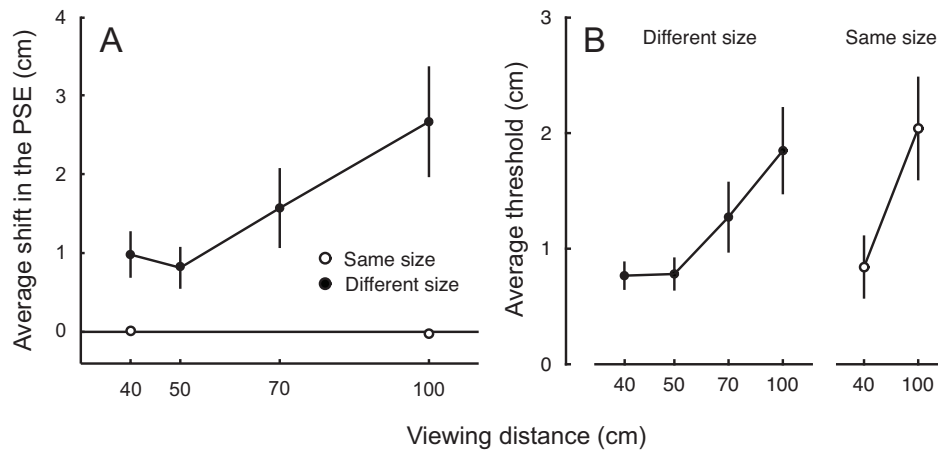 A
Average shift in the PSE (cm)
4
3
2
1
0
Same size
Different size
40 50 70 100
B
Different size Same size
Average threshold (cm)
3
2
1
0
40 50 70 100 40 100
Viewing distance (cm)